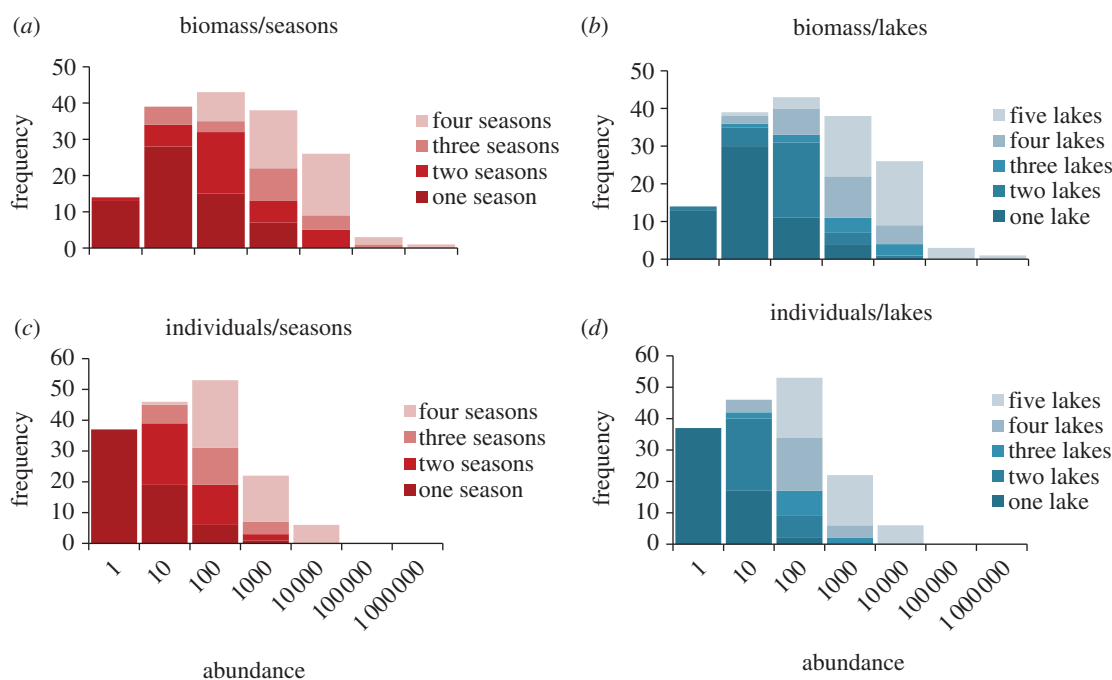 (a) biomass/seasons
50
40
30
20
10
0
frequency
four seasons
three seasons
two seasons
one season
(b) biomass/lakes
50
40
30
20
10
0
frequency
five lakes
four lakes
three lakes
two lakes
one lake
(c) individuals/seasons
60
50
40
30
20
10
0
frequency
four seasons
three seasons
two seasons
one season
1
10
100
1000
10000
100000
1000000
abundance
(d) individuals/lakes
60
50
40
30
20
10
0
frequency
five lakes
four lakes
three lakes
two lakes
one lake
1
10
100
1000
10000
100000
1000000
abundance